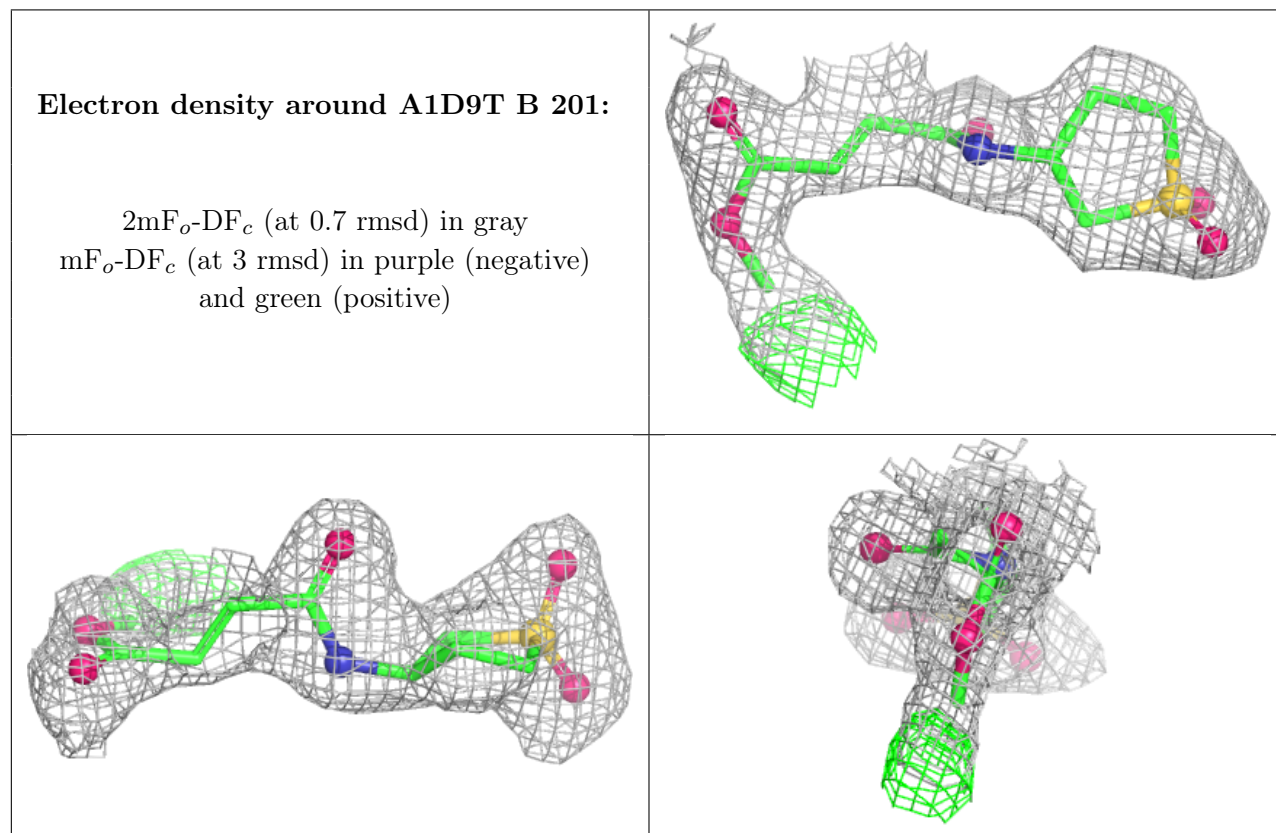 Electron density around A1D9T B 201:
2mFo-DFc (at 0.7 rmsd) in gray
mFo-DFc (at 3 rmsd) in purple (negative)
and green (positive)